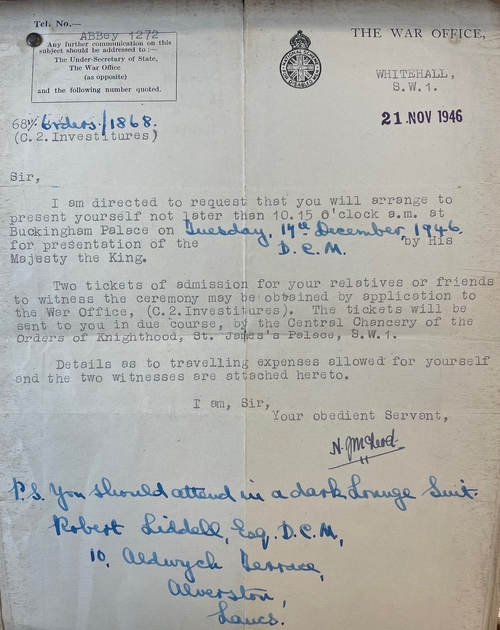 Tel. No.—
ABBey 1272
Any further communication on this
subject should be addressed to :—
The Under-Secretary of State,
The War Office
(as opposite)
and the following number quoted.
THE WAR OFFICE,
WHITEHALL,
S.W.1.
21 NOV 1946
68/Orders/1868.
(C.2.Investitures)
Sir,
I am directed to request that you will arrange to
present yourself not later than 10.15 o'clock a.m. at
Buckingham Palace on Tuesday, 17th December, 1946.
for presentation of the D.C.M. by His
Majesty the King.
Two tickets of admission for your relatives or friends
to witness the ceremony may be obtained by application to
the War Office, (C.2.Investitures). The tickets will be
sent to you in due course, by the Central Chancery of the
Orders of Knighthood, St. James's Palace, S.W.1.
Details as to travelling expenses allowed for yourself
and the two witnesses are attached hereto.
I am, Sir,
Your obedient Servant,
P.S. You should attend in a dark Lounge Suit.
Robert Liddell, Esq. D.C.M,
10, Aldwych Terrace,
Alverston,
Lancs.